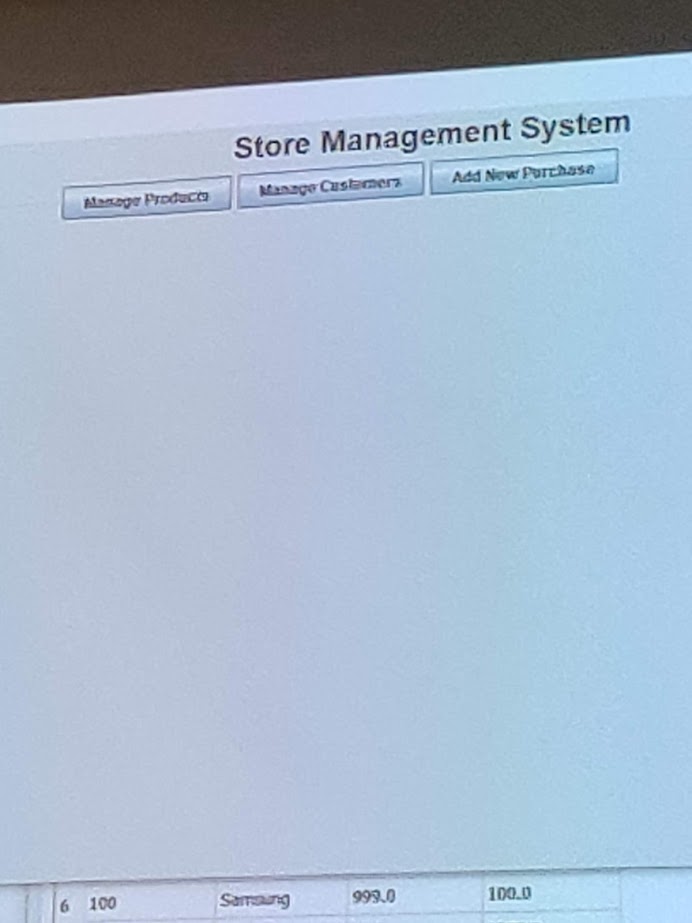 Store Management System
Manage Products Manage Customers Add New Purchase
6 100 Samsung 999.0 100.0